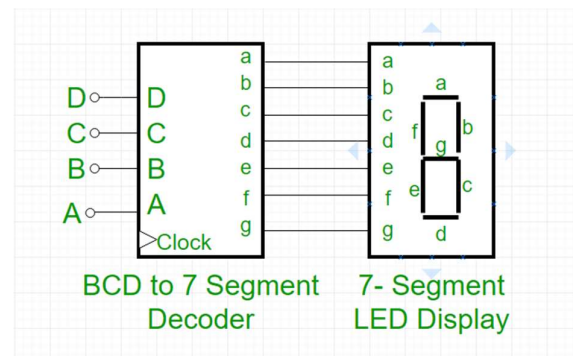 a a
b b a
D D
c c
C C d d f b
g
B B e e
e c
A A f f
g g d
Clock
BCD to 7 Segment 7- Segment
Decoder LED Display